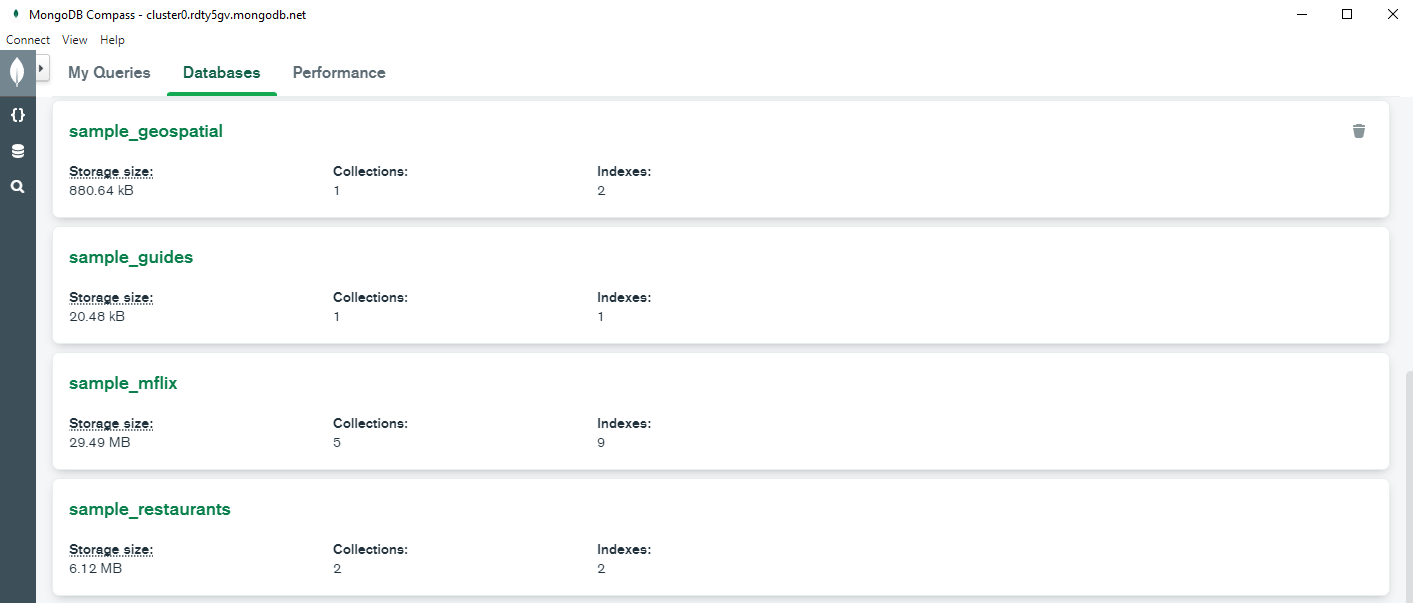 MongoDB Compass - cluster0.rdty5gv.mongodb.net
Connect View Help
My Queries Databases Performance
sample_geospatial
Storage size: Collections: Indexes:
880.64 kB 1 2
sample_guides
Storage size: Collections: Indexes:
20.48 kB 1 1
sample_mflix
Storage size: Collections: Indexes:
29.49 MB 5 9
sample_restaurants
Storage size: Collections: Indexes:
6.12 MB 2 2